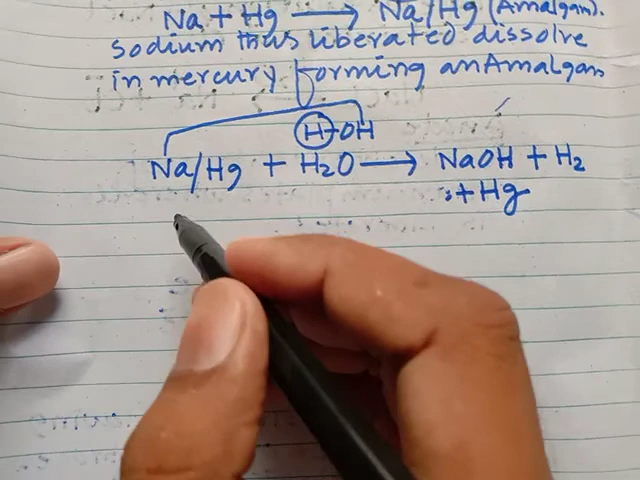 Na + Hg ⟶ Na/Hg (Amalgam).
sodium thus liberated dissolve
in mercury forming an Amalgam
H-OH
Na/Hg + H2O ⟶ NaOH + H2
+ Hg